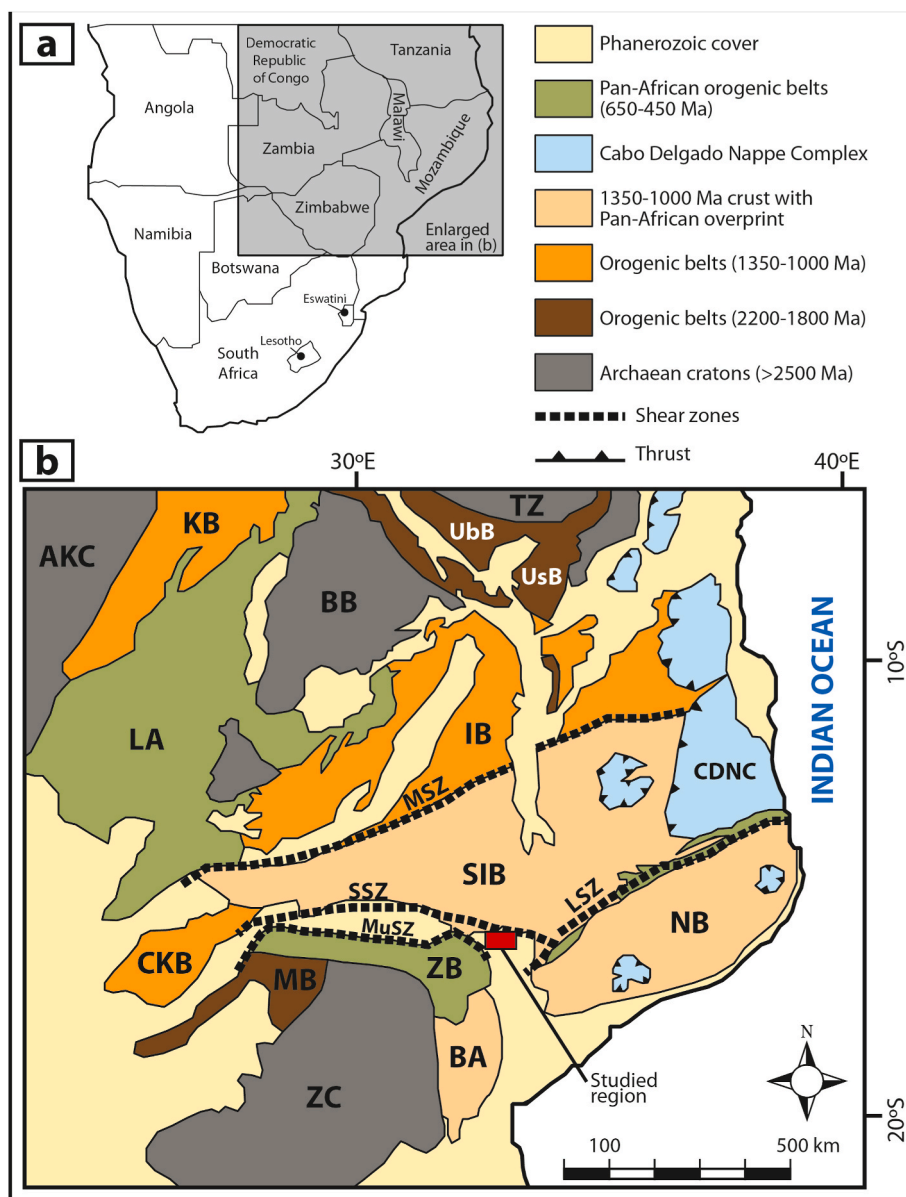 a
Democratic
Republic
of Congo
Tanzania
Angola
Malawi
Zambia
Mozambique
Zimbabwe
Namibia
Enlarged
area in (b)
Botswana
Eswatini
Lesotho
South
Africa
Phanerozoic cover
Pan-African orogenic belts
(650-450 Ma)
Cabo Delgado Nappe Complex
1350-1000 Ma crust with
Pan-African overprint
Orogenic belts (1350-1000 Ma)
Orogenic belts (2200-1800 Ma)
Archaean cratons (>2500 Ma)
Shear zones
Thrust
b
30ºE
40ºE
KB
TZ
AKC
UbB
UsB
BB
INDIAN OCEAN
10ºS
LA
IB
CDNC
MSZ
SIB
SSZ
LSZ
MuSZ
NB
CKB
MB
ZB
BA
ZC
Studied
region
N
20ºS
100
500 km